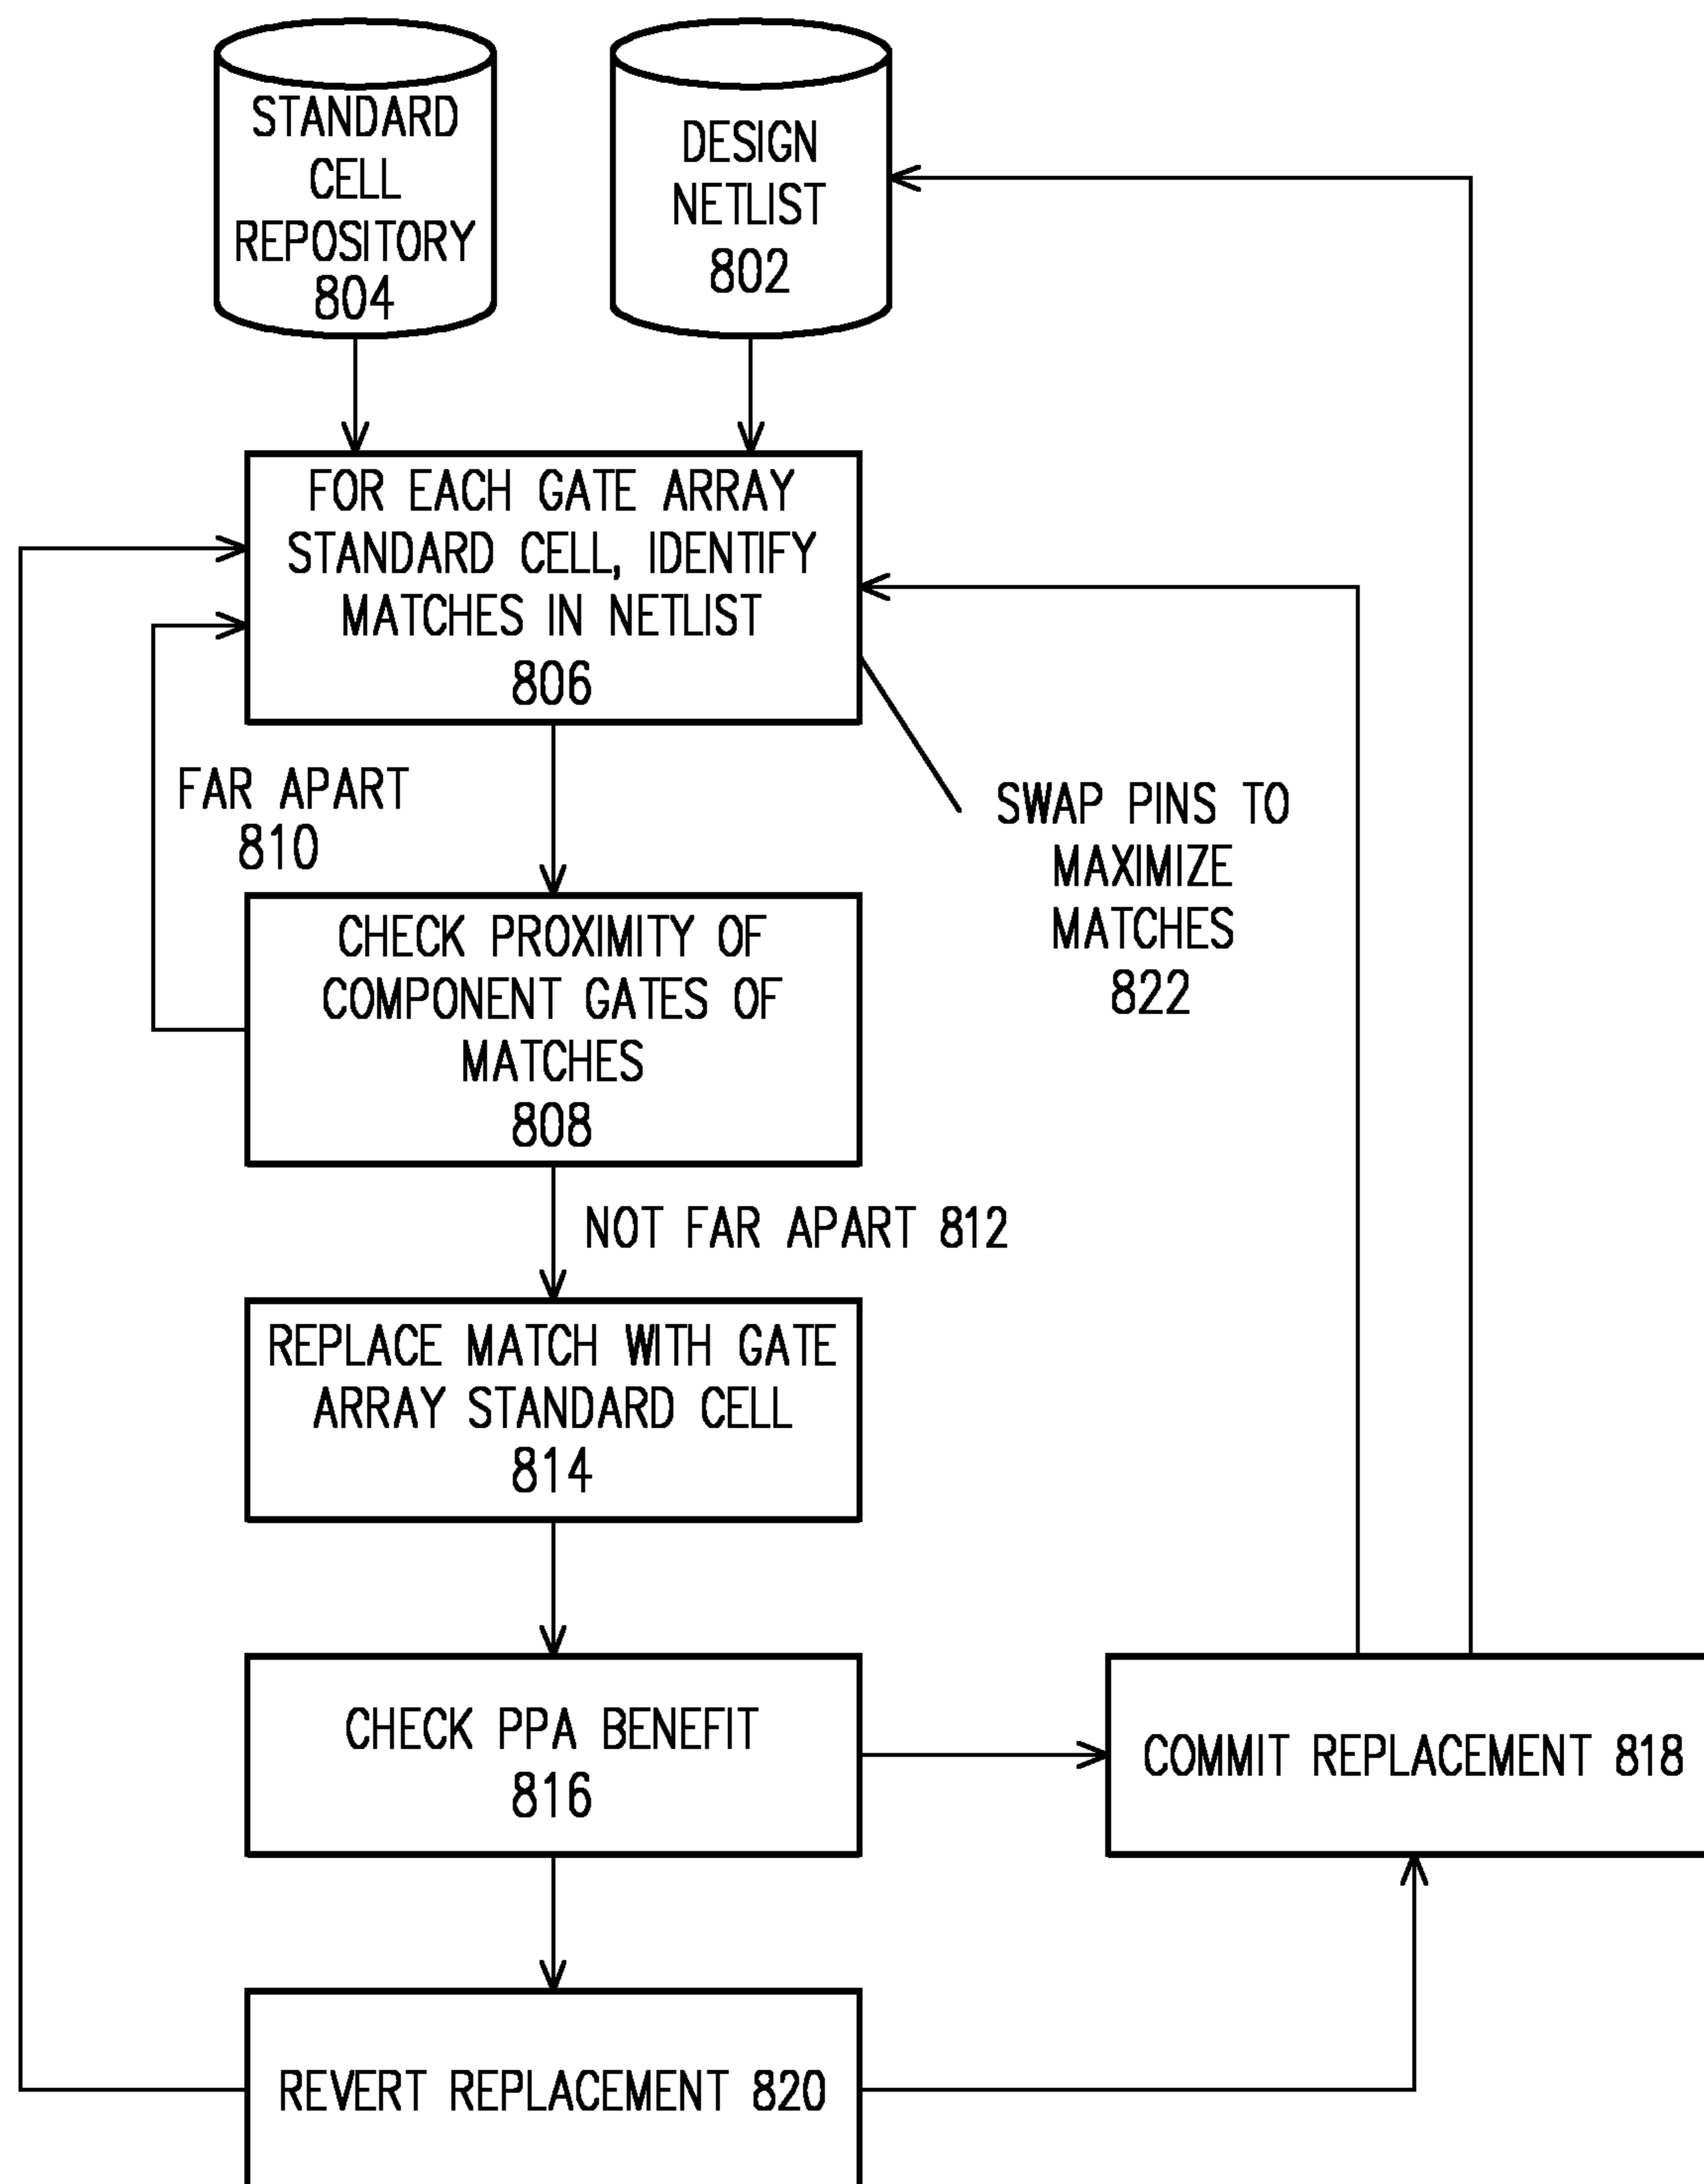 STANDARD
CELL
REPOSITORY
804
DESIGN
NETLIST
802
FOR EACH GATE ARRAY
STANDARD CELL, IDENTIFY
MATCHES IN NETLIST
806
FAR APART
810
SWAP PINS TO
MAXIMIZE
MATCHES
822
CHECK PROXIMITY OF
COMPONENT GATES OF
MATCHES
808
NOT FAR APART 812
REPLACE MATCH WITH GATE
ARRAY STANDARD CELL
814
CHECK PPA BENEFIT
816
COMMIT REPLACEMENT 818
REVERT REPLACEMENT 820